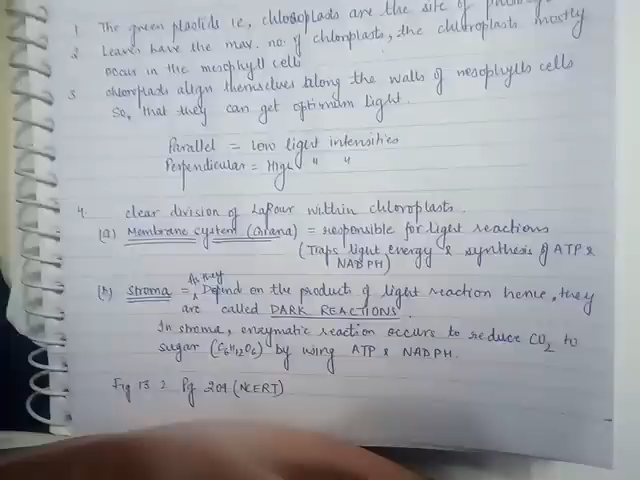 1 The green plastids ie, chloroplasts are the site of
2 Leaves have the max. no. of chloroplasts, the chloroplasts mostly
occur in the mesophyll cells
3 chloroplasts align themselves along the walls of mesophylls cells
So, that they can get optimum light.
Parallel = Low light intensities
Perpendicular = High " "
4. clear division of Labour within chloroplasts.
(a) Membrane system (Grana) = responsible for light reactions
(Traps light energy & synthesis of ATP &
NADPH)
(b) Stroma = As they Depend on the products of light reaction hence, they
are called DARK REACTIONS.
In stroma, enzymatic reaction occurs to reduce CO2 to
sugar (C6H12O6) by using ATP & NADPH.
Fig 13.2 Pg 209 (NCERT)